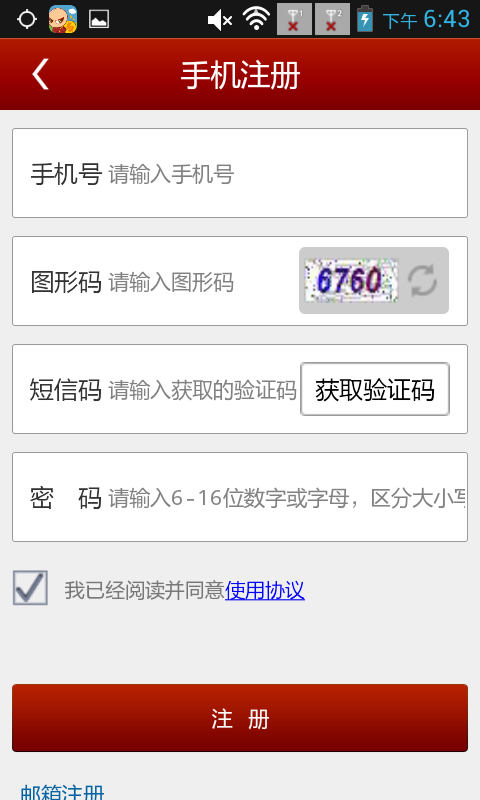 下午 6:43
手机注册
手机号 请输入手机号
图形码 请输入图形码 6760
短信码 请输入获取的验证码 获取验证码
密 码 请输入6-16位数字或字母，区分大小写
我已经阅读并同意使用协议
注 册
邮箱注册